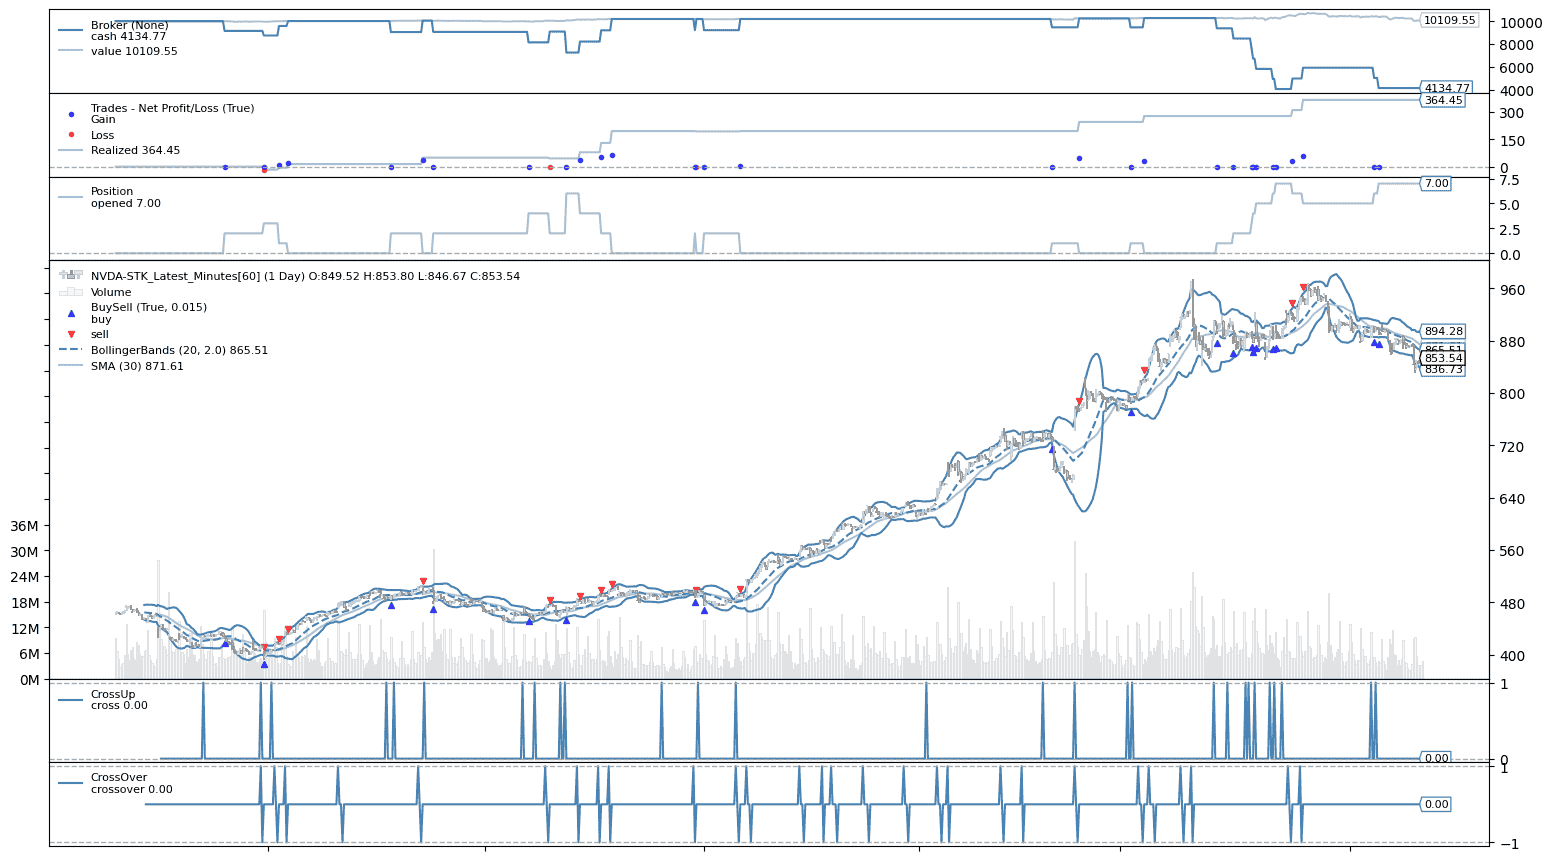 Broker (None)
cash 4134.77
value 10109.55
10109.55
10000
8000
6000
4000
4134.77
Trades - Net Profit/Loss (True)
Gain
Loss
Realized 364.45
364.45
300
150
0
Position
opened 7.00
7.00
7.5
5.0
2.5
0.0
NVDA-STK_Latest_Minutes[60] (1 Day) O:849.52 H:853.80 L:846.67 C:853.54
Volume
BuySell (True, 0.015)
buy
sell
BollingerBands (20, 2.0) 865.51
SMA (30) 871.61
960
894.28
880
865.51
853.54
836.73
800
720
640
560
480
400
36M
30M
24M
18M
12M
6M
0M
CrossUp
cross 0.00
1
0.00
0
CrossOver
crossover 0.00
1
0.00
−1